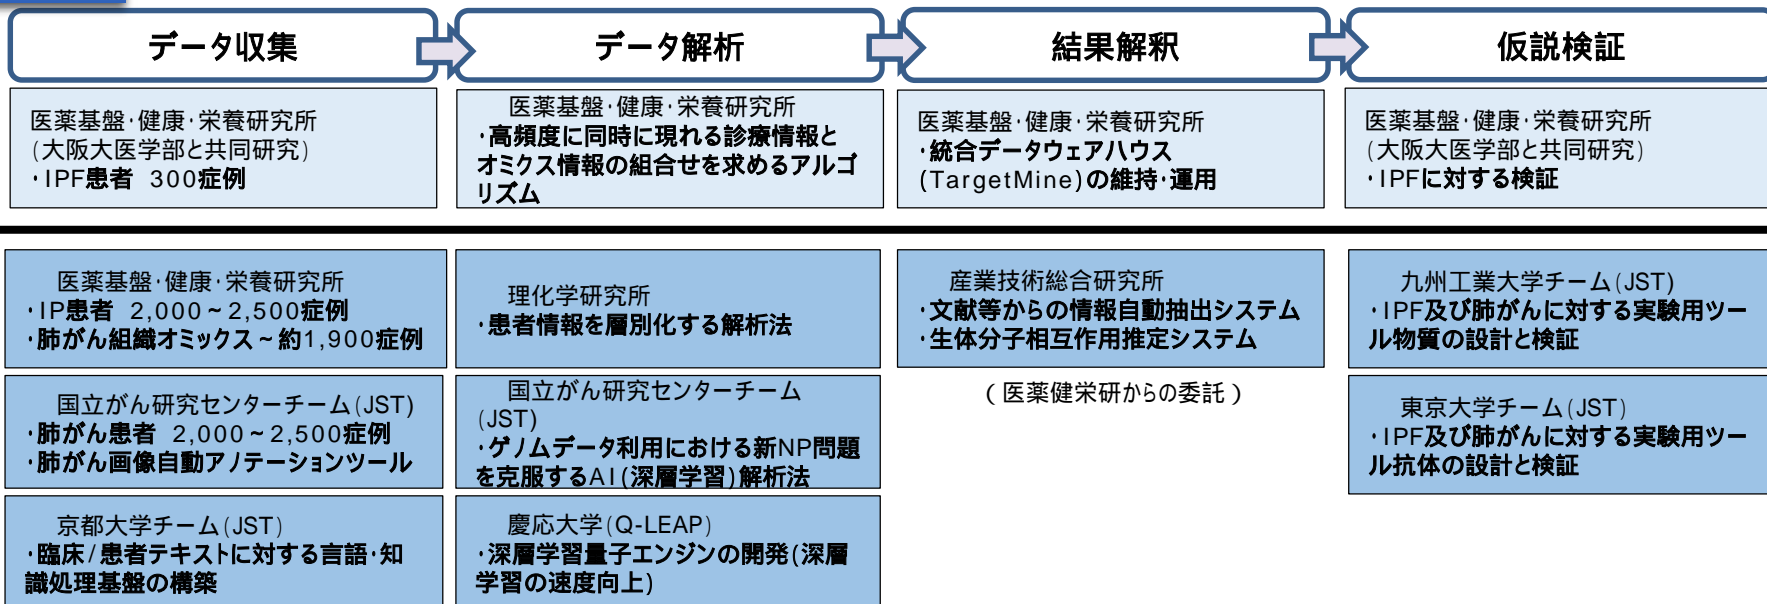 データ収集
データ解析
結果解釈
仮説検証
医薬基盓·健康·栄養研究所
(大阪大医学部と共同研究)
·IPF患者 300症例
医薬基盤·健康·栄養研究所
·高頻度に同時に現れる診療情報と
オミクス情報の組合せを求めるアルゴ
リズム
医薬基盤·健康·栄養研究所
·統合データウェアハウス
(TargetMine)の維持·運用
医薬基盤·健康·栄養研究所
(大阪大医学部と共同研究)
·IPFに対する検証
医薬基盤·健康·栄養研究所
·IP患者 2,000~2,500症例
·肺がん組織オミックス~約1,900症例
理化学研究所
·患者情報を層別化する解析法
産業技術総合研究所
·文献等からの情報自動抽出システム
·生体分子相互作用推定システム
九州工業大学チーム(JST)
·IPF及び肺がんに対する実験用ツー
ル物質の設計と検証
国立がん研究センターチーム(JST)
·肺がん患者 2,000~2,500症例
·肺がん画像自動アノテーションツール
国立がん研究センターチーム
(JST)
·ゲノムデータ利用における新NP問題
を克服するAI(深層学習)解析法
(医薬健栄研からの委託)
東京大学チーム(JST)
·IPF及び肺がんに対する実験用ツー
ル抗体の設計と検証
京都大学チーム(JST)
·臨床/患者テキストに対する言語·知
識処理基盤の構築
慶応大学(Q-LEAP)
·深層学習量子エンジンの開発(深層
学習の速度向上)